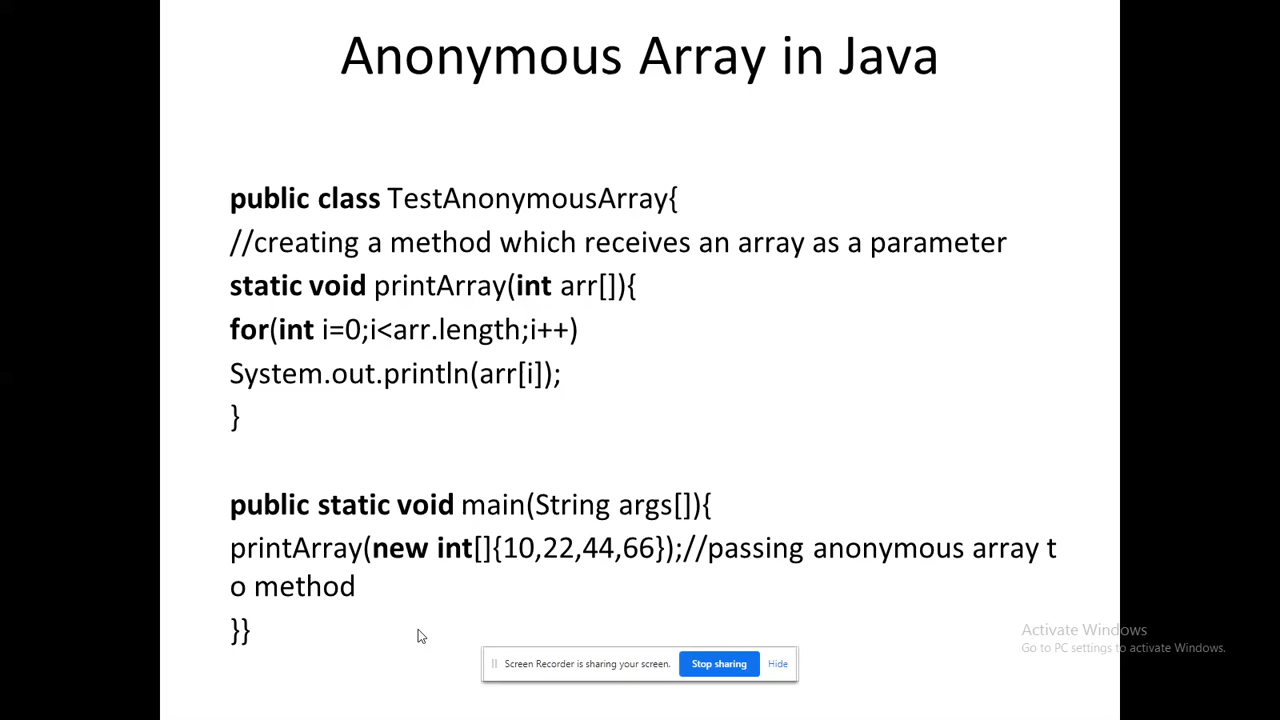 Anonymous Array in Java
public class TestAnonymousArray{
//creating a method which receives an array as a parameter
static void printArray(int arr[]){
for(int i=0;i<arr.length;i++)
System.out.println(arr[i]);
}
public static void main(String args[]){
printArray(new int[]{10,22,44,66});//passing anonymous array t
o method
}}
Activate Windows
Go to PC settings to activate Windows.
Screen Recorder is sharing your screen. Stop sharing Hide